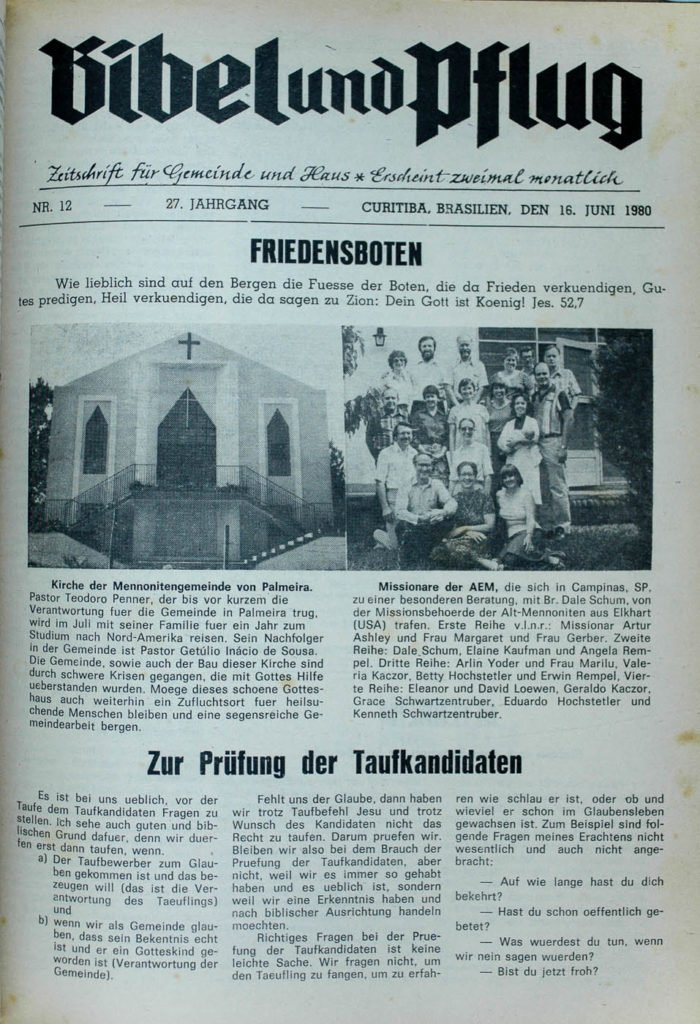 Bibel und Pflug
Zeitschrift für Gemeinde und Haus * Erscheint zweimal monatlich
NR. 12 — 27. JAHRGANG — CURITIBA, BRASILIEN, DEN 16. JUNI 1980
FRIEDENSBOTEN
Wie lieblich sind auf den Bergen die Fuesse der Boten, die da Frieden verkuendigen, Gu-
tes predigen, Heil verkuendigen, die da sagen zu Zion: Dein Gott ist Koenig! Jes. 52,7
Kirche der Mennonitengemeinde von Palmeira.
Pastor Teodoro Penner, der bis vor kurzem die
Verantwortung fuer die Gemeinde in Palmeira trug,
wird im Juli mit seiner Familie fuer ein Jahr zum
Studium nach Nord-Amerika reisen. Sein Nachfolger
in der Gemeinde ist Pastor Getúlio Inácio de Sousa.
Die Gemeinde, sowie auch der Bau dieser Kirche sind
durch schwere Krisen gegangen, die mit Gottes Hilfe
ueberstanden wurden. Moege dieses schoene Gottes-
haus auch weiterhin ein Zufluchtsort fuer heilsu-
chende Menschen bleiben und eine segensreiche Ge-
meindearbeit bergen.
Missionare der AEM, die sich in Campinas, SP,
zu einer besonderen Beratung, mit Br. Dale Schum, von
der Missionsbehoerde der Alt-Mennoniten aus Elkhart
(USA) trafen. Erste Reihe v.l.n.r.: Missionar Artur
Ashley und Frau Margaret und Frau Gerber. Zweite
Reihe: Dale Schum, Elaine Kaufman und Angela Rem-
pel. Dritte Reihe: Arlin Yoder und Frau Marilu, Vale-
ria Kaczor, Betty Hochstetler und Erwin Rempel, Vier-
te Reihe: Eleanor und David Loewen, Geraldo Kaczor,
Grace Schwartzentruber, Eduardo Hochstetler und
Kenneth Schwartzentruber.
Zur Prüfung der Taufkandidaten
Es ist bei uns ueblich, vor der
Taufe dem Taufkandidaten Fragen zu
stellen. Ich sehe auch guten und bib-
lischen Grund dafuer, denn wir duer-
fen erst dann taufen, wenn.
a) Der Taufbewerber zum Glau-
ben gekommen ist und das be-
zeugen will (das ist die Ver-
antwortung des Taeuflings)
und
b) wenn wir als Gemeinde glau-
ben, dass sein Bekentnis echt
ist und er ein Gotteskind ge-
worden ist (Verantwortung der
Gemeinde).
Fehlt uns der Glaube, dann haben
wir trotz Taufbefehl Jesu und trotz
Wunsch des Kandidaten nicht das
Recht zu taufen. Darum pruefen wir.
Bleiben wir also bei dem Brauch der
Pruefung der Taufkandidaten, aber
nicht, weil wir es immer so gehabt
haben und es ueblich ist, sondern
weil wir eine Erkenntnis haben und
nach biblischer Ausrichtung handeln
moechten.
Richtiges Fragen bei der Prue-
fung der Taufkandidaten ist keine
leichte Sache. Wir fragen nicht, um
den Taeufling zu fangen, um zu erfah-
ren wie schlau er ist, oder ob und
wieviel er schon im Glaubensleben
gewachsen ist. Zum Beispiel sind fol-
gende Fragen meines Erachtens nicht
wesentlich und auch nicht ange-
bracht:
— Auf wie lange hast du dich
bekehrt?
— Hast du schon oeffentlich ge-
betet?
— Was wuerdest du tun, wenn
wir nein sagen wuerden?
— Bist du jetzt froh?